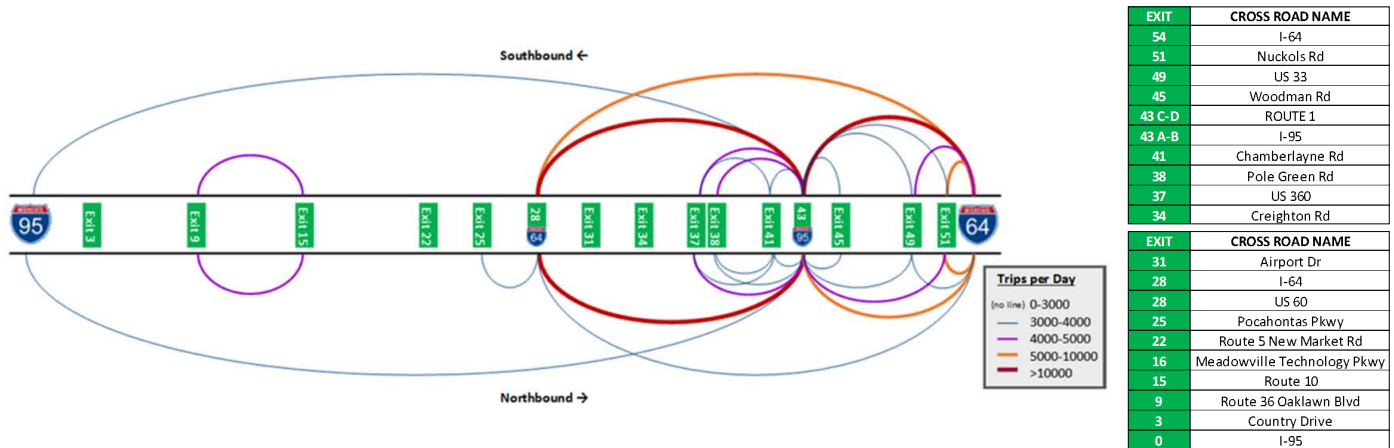 Southbound ←
95
Exit 3
Exit 9
Exit 15
Exit 22
Exit 25
28
64
Exit 31
Exit 34
Exit 37
Exit 38
Exit 41
43
95
Exit 45
Exit 49
Exit 51
64
Northbound →
Trips per Day
(no line) 0-3000
3000-4000
4000-5000
5000-10000
>10000
EXIT CROSS ROAD NAME
54 I-64
51 Nuckols Rd
49 US 33
45 Woodman Rd
43 C-D ROUTE 1
43 A-B I-95
41 Chamberlayne Rd
38 Pole Green Rd
37 US 360
34 Creighton Rd
EXIT CROSS ROAD NAME
31 Airport Dr
28 I-64
28 US 60
25 Pocahontas Pkwy
22 Route 5 New Market Rd
16 Meadowville Technology Pkwy
15 Route 10
9 Route 36 Oaklawn Blvd
3 Country Drive
0 I-95